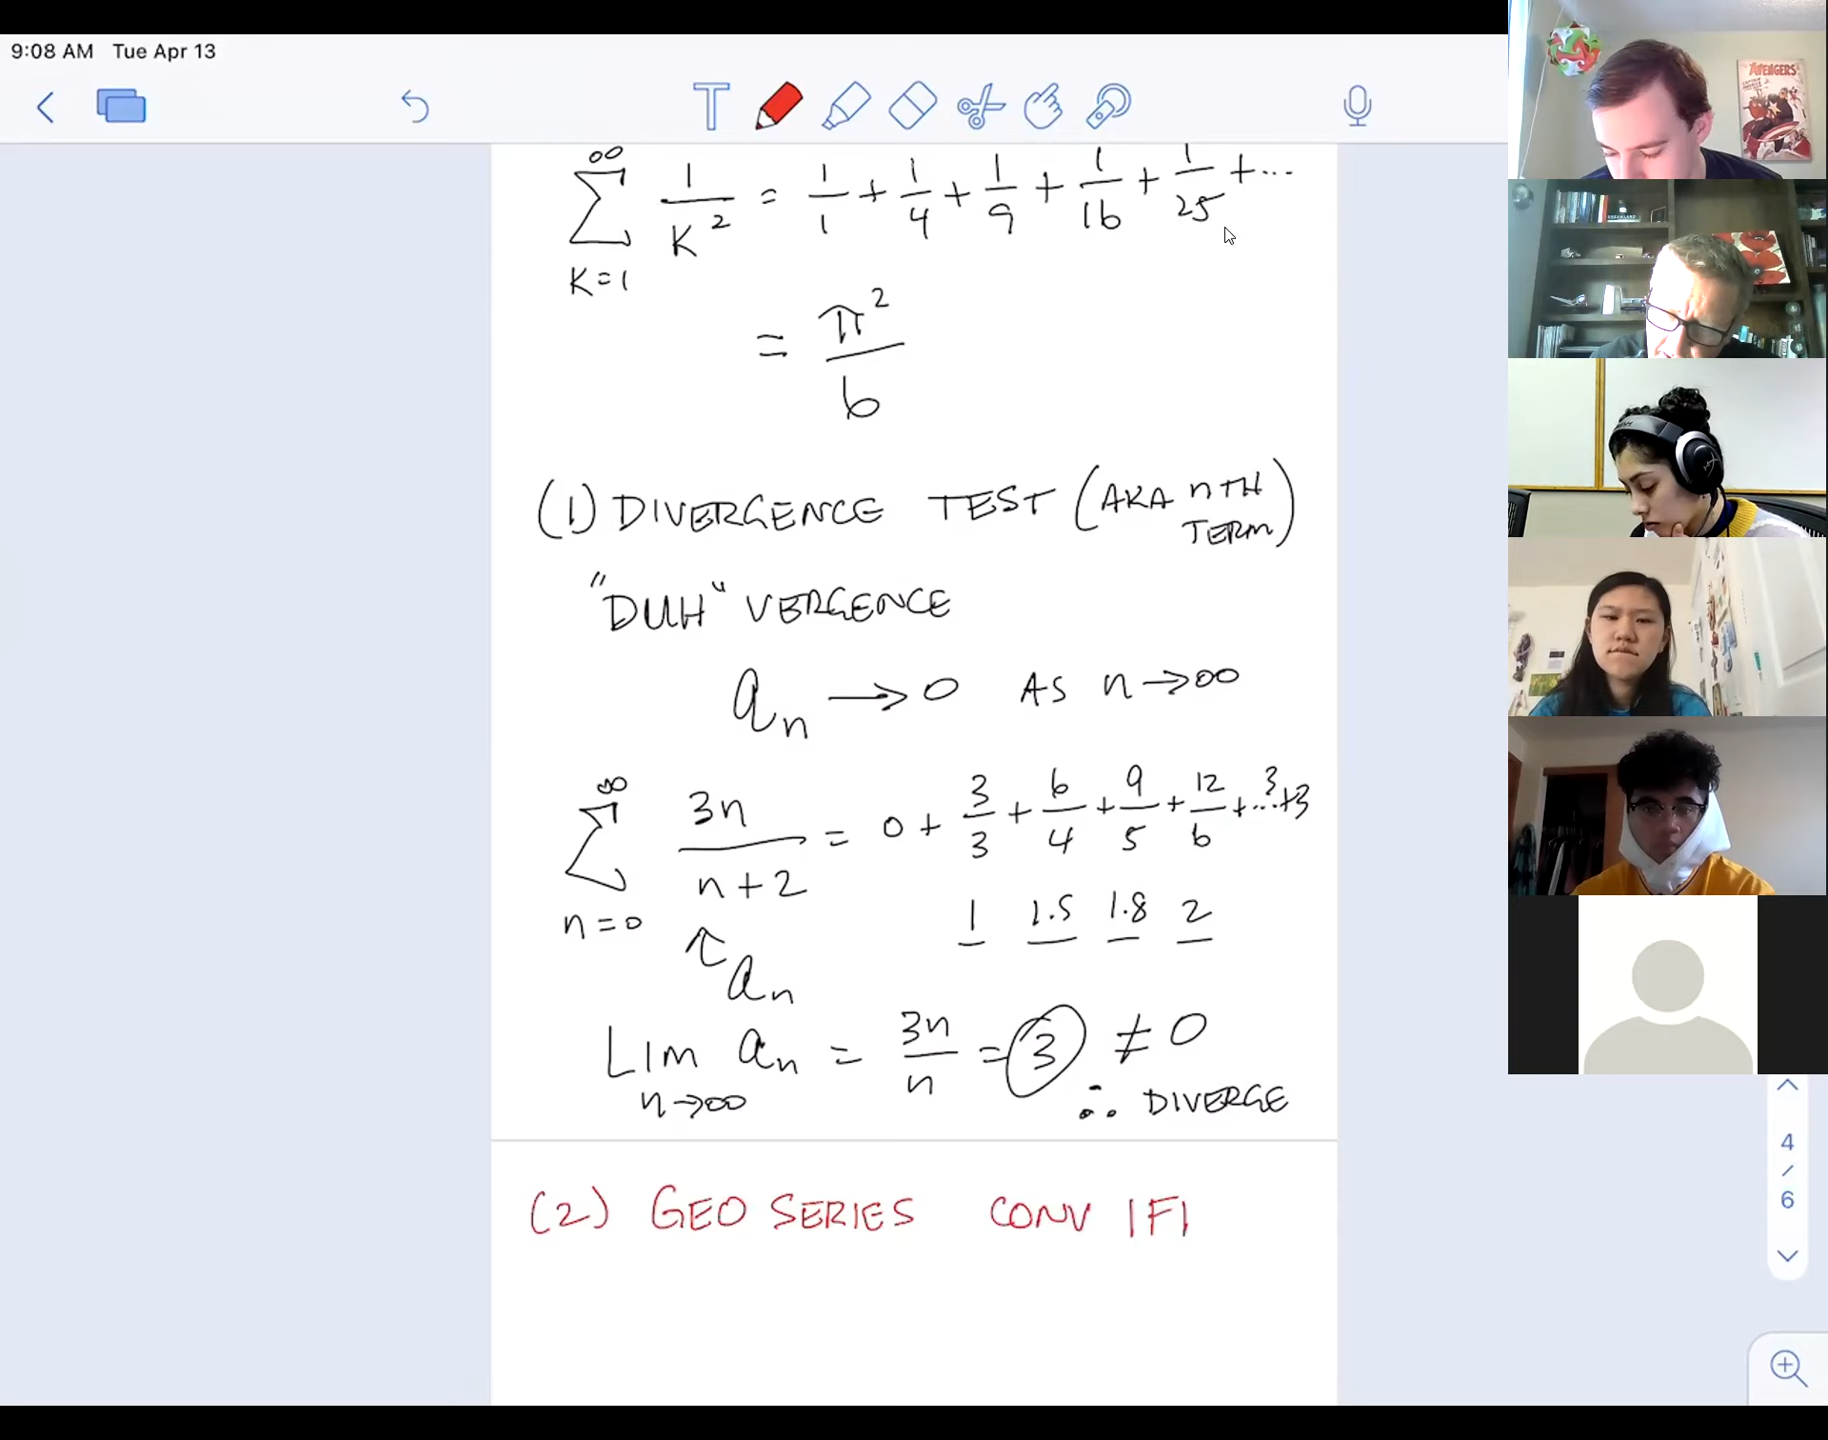 9:08 AM Tue Apr 13
AVENGERS
∞
∑ 1/K² = 1/1 + 1/4 + 1/9 + 1/16 + 1/25 + ...
K=1
= π²/6
(1) DIVERGENCE TEST (AKA nTH TERM)
"DUH" VERGENCE
aₙ → 0 AS n → ∞
∞
∑ 3n/(n+2) = 0 + 3/3 + 6/4 + 9/5 + 12/6 + ... 3 + 3
n=0
1 1.5 1.8 2
aₙ
LIM aₙ = 3n/n = 3 ≠ 0
n→∞
∴ DIVERGE
(2) GEO SERIES CONV IF
4
/
6